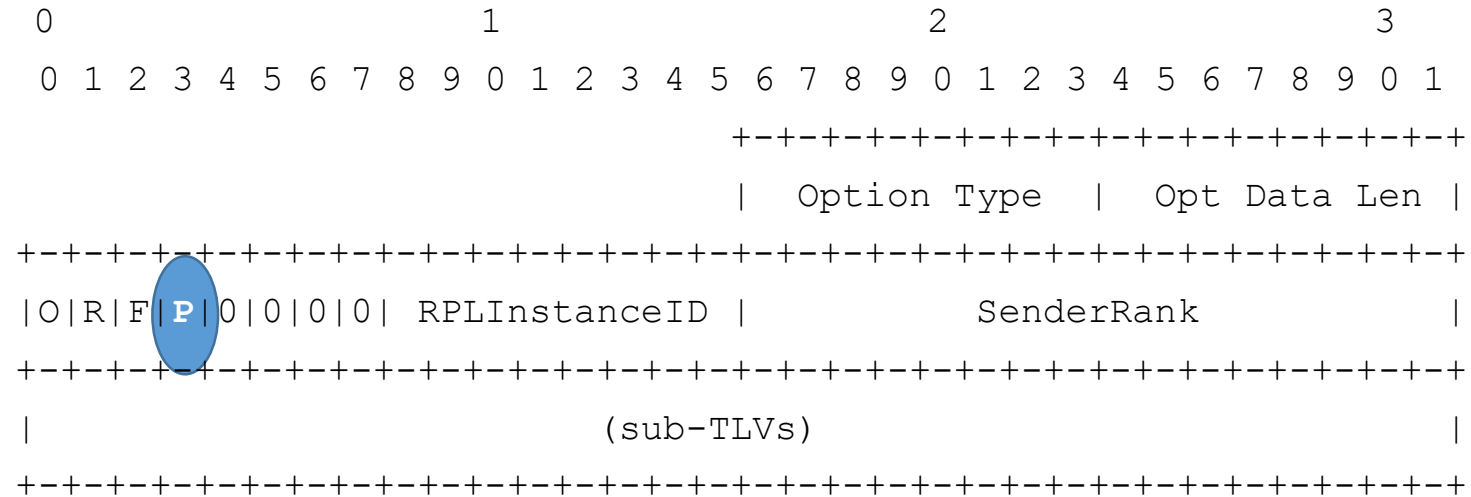 0                   1                   2                   3
 0 1 2 3 4 5 6 7 8 9 0 1 2 3 4 5 6 7 8 9 0 1 2 3 4 5 6 7 8 9 0 1
                                +-+-+-+-+-+-+-+-+-+-+-+-+-+-+-+-+
                                |  Option Type  |  Opt Data Len |
+-+-+-+-+-+-+-+-+-+-+-+-+-+-+-+-+-+-+-+-+-+-+-+-+-+-+-+-+-+-+-+-+
|O|R|F|P|0|0|0|0| RPLInstanceID |          SenderRank           |
+-+-+-+-+-+-+-+-+-+-+-+-+-+-+-+-+-+-+-+-+-+-+-+-+-+-+-+-+-+-+-+-+
|                         (sub-TLVs)                            |
+-+-+-+-+-+-+-+-+-+-+-+-+-+-+-+-+-+-+-+-+-+-+-+-+-+-+-+-+-+-+-+-+